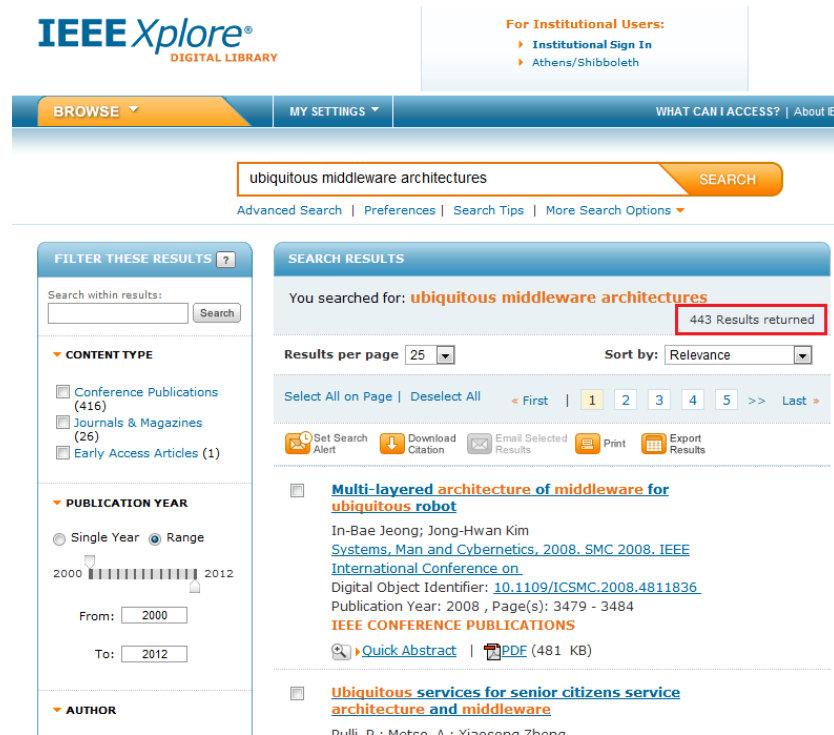 IEEE Xplore®
DIGITAL LIBRARY
For Institutional Users:
Institutional Sign In
Athens/Shibboleth
BROWSE
MY SETTINGS
WHAT CAN I ACCESS? | About IE
ubiquitous middleware architectures
SEARCH
Advanced Search | Preferences | Search Tips | More Search Options
FILTER THESE RESULTS ?
Search within results:
Search
CONTENT TYPE
Conference Publications
(416)
Journals & Magazines
(26)
Early Access Articles (1)
PUBLICATION YEAR
Single Year Range
2000 2012
From: 2000
To: 2012
AUTHOR
SEARCH RESULTS
You searched for: ubiquitous middleware architectures
443 Results returned
Results per page 25 Sort by: Relevance
Select All on Page | Deselect All « First | 1 2 3 4 5 >> Last »
Set Search
Alert
Download
Citation
Email Selected
Results
Print
Export
Results
Multi-layered architecture of middleware for
ubiquitous robot
In-Bae Jeong; Jong-Hwan Kim
Systems, Man and Cybernetics, 2008. SMC 2008. IEEE
International Conference on
Digital Object Identifier: 10.1109/ICSMC.2008.4811836
Publication Year: 2008 , Page(s): 3479 - 3484
IEEE CONFERENCE PUBLICATIONS
Quick Abstract | PDF (481 KB)
Ubiquitous services for senior citizens service
architecture and middleware
Pulli, P.; Metso, A.; Xiaosong Zheng